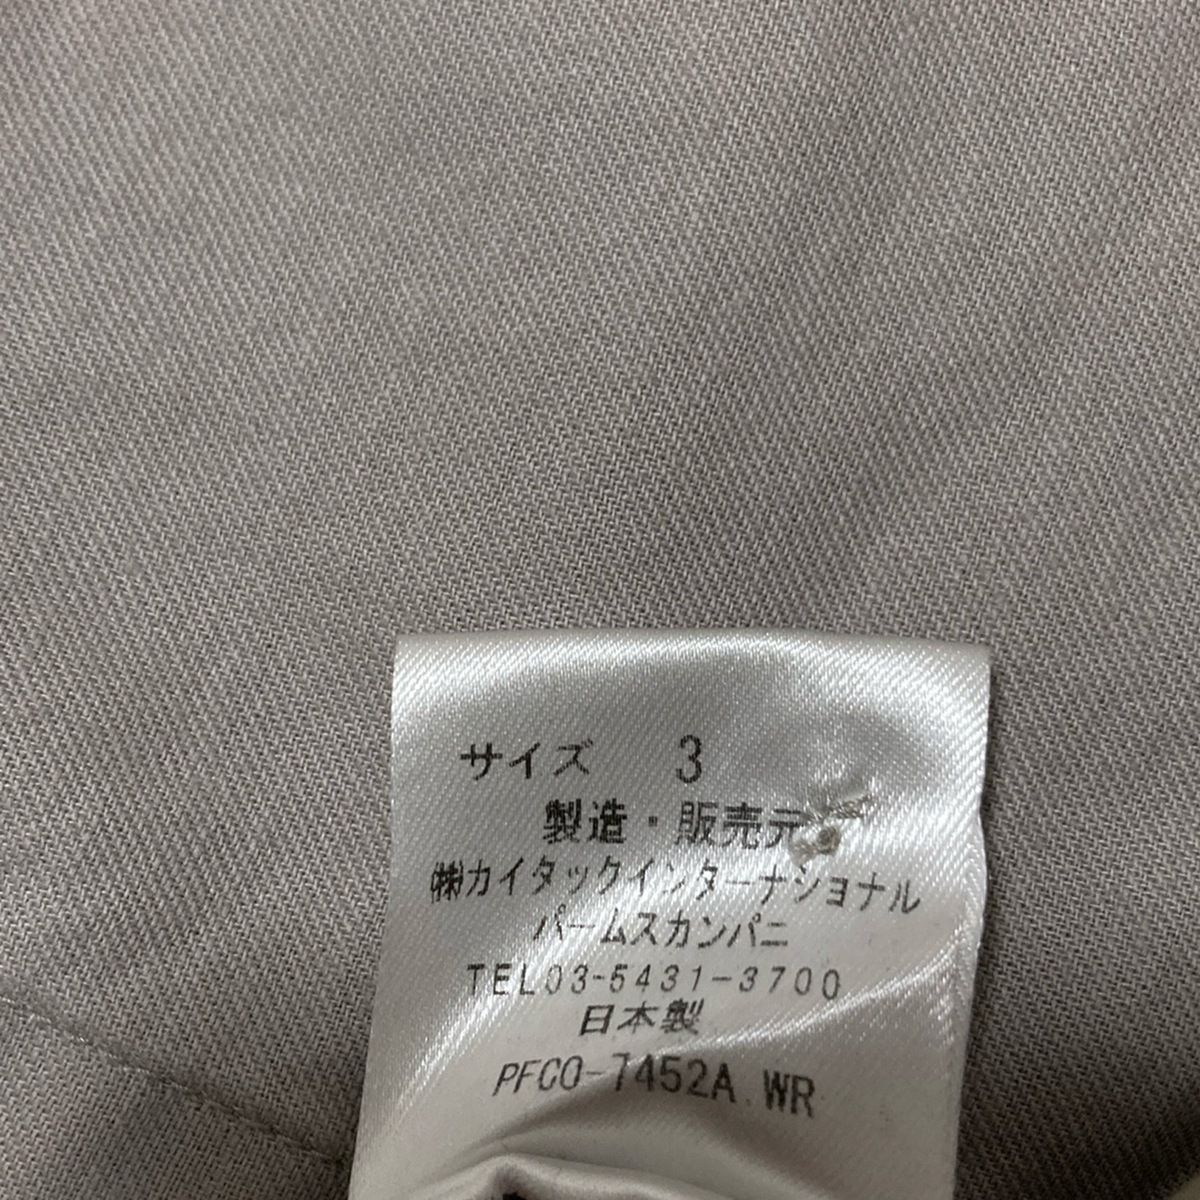 サイズ 3
製造・販売元
㈱カイタックインターナショナル
パームスカンパニ
TEL03-5431-3700
日本製
PFCO-7452A.WR